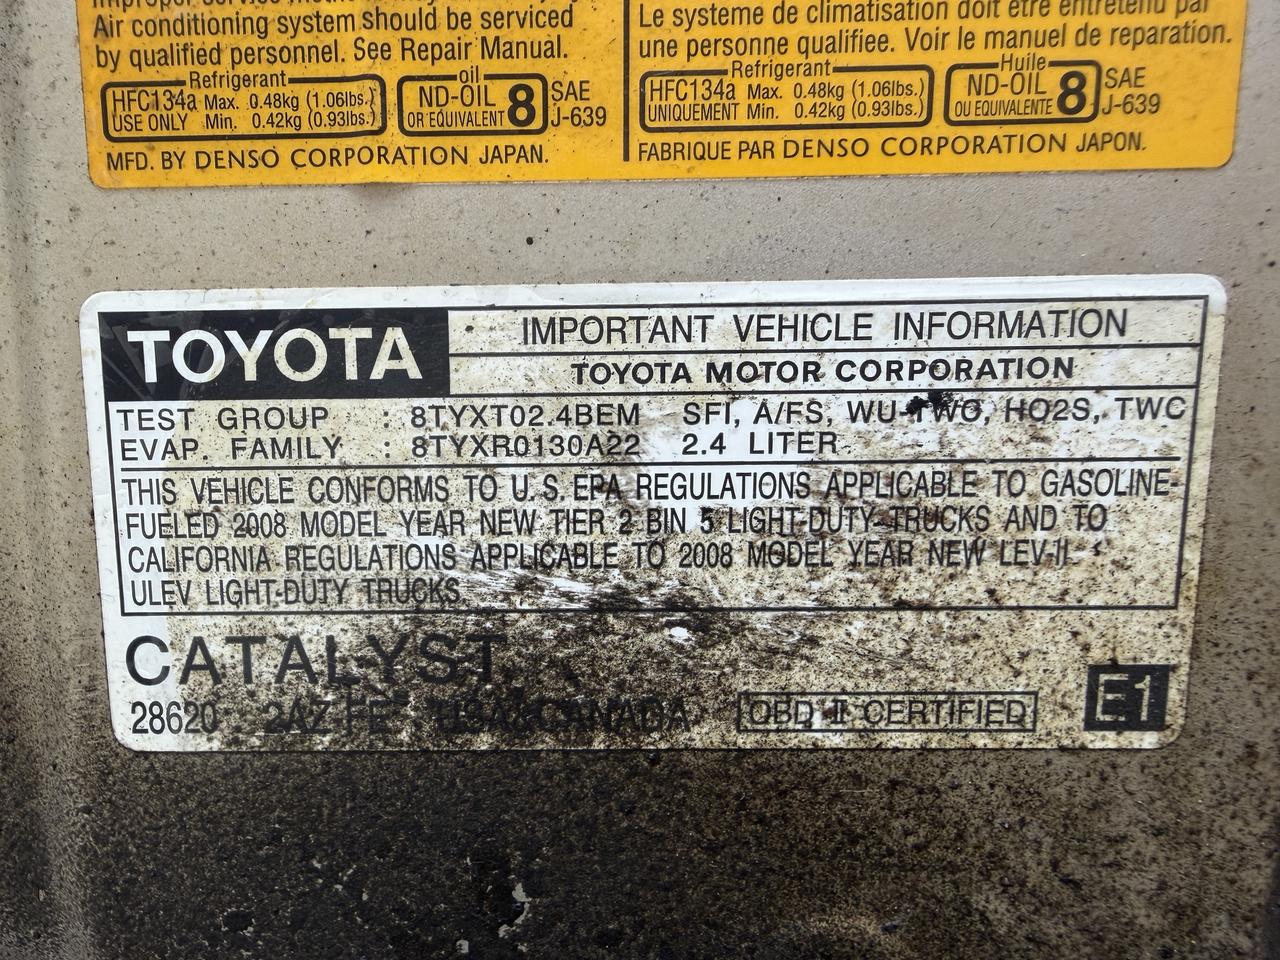 Improper service methods may
Air conditioning system should be serviced
by qualified personnel. See Repair Manual.
Refrigerant
HFC134a Max. 0.48kg (1.06lbs.)
USE ONLY Min. 0.42kg (0.93lbs.)
oil
ND-OIL 8
OR EQUIVALENT
SAE
J-639
MFD. BY DENSO CORPORATION JAPAN.
Le systeme de climatisation doit être entretenu par
une personne qualifiee. Voir le manuel de reparation.
Refrigerant
HFC134a Max. 0.48kg (1.06lbs.)
UNIQUEMENT Min. 0.42kg (0.93lbs.)
Huile
ND-OIL 8
OU EQUIVALENTE
SAE
J-639
FABRIQUE PAR DENSO CORPORATION JAPON.
TOYOTA
IMPORTANT VEHICLE INFORMATION
TOYOTA MOTOR CORPORATION
TEST GROUP : 8TYXT02.4BEM SFI, A/FS, WU-TWC, HO2S, TWC
EVAP. FAMILY : 8TYXR0130A22 2.4 LITER
THIS VEHICLE CONFORMS TO U.S. EPA REGULATIONS APPLICABLE TO GASOLINE-
FUELED 2008 MODEL YEAR NEW TIER 2 BIN 5 LIGHT-DUTY TRUCKS AND TO
CALIFORNIA REGULATIONS APPLICABLE TO 2008 MODEL YEAR NEW LEV-II
ULEV LIGHT-DUTY TRUCKS.
CATALYST
28620 2AZ-FE USA&CANADA OBD II CERTIFIED E1